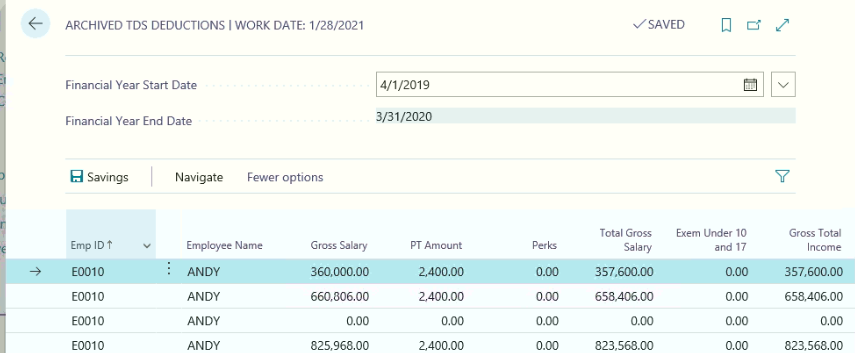 ARCHIVED TDS DEDUCTIONS | WORK DATE: 1/28/2021 ✓SAVED
Financial Year Start Date 4/1/2019
Financial Year End Date 3/31/2020
Savings Navigate Fewer options
Emp ID ↑ Employee Name Gross Salary PT Amount Perks Total Gross Salary Exem Under 10 and 17 Gross Total Income
E0010 ANDY 360,000.00 2,400.00 0.00 357,600.00 0.00 357,600.00
E0010 ANDY 660,806.00 2,400.00 0.00 658,406.00 0.00 658,406.00
E0010 ANDY 0.00 0.00 0.00 0.00 0.00 0.00
E0010 ANDY 825,968.00 2,400.00 0.00 823,568.00 0.00 823,568.00